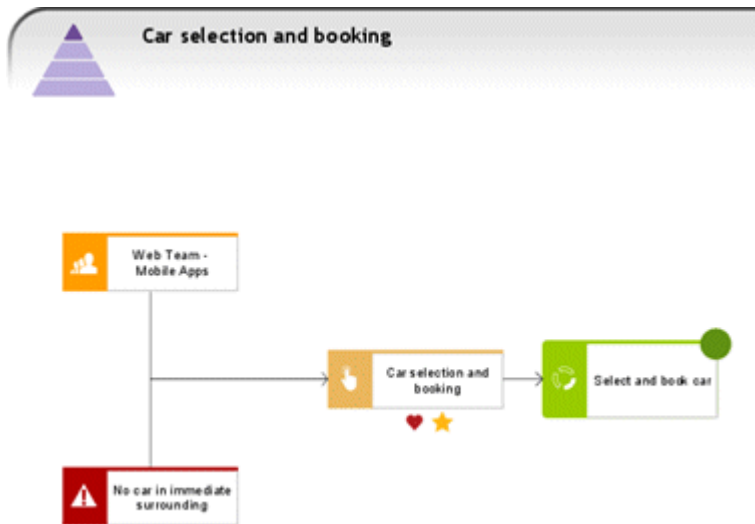 Car selection and booking
Web Team -
Mobile Apps
Car selection and
booking
Select and book car
No car in immediate
surrounding